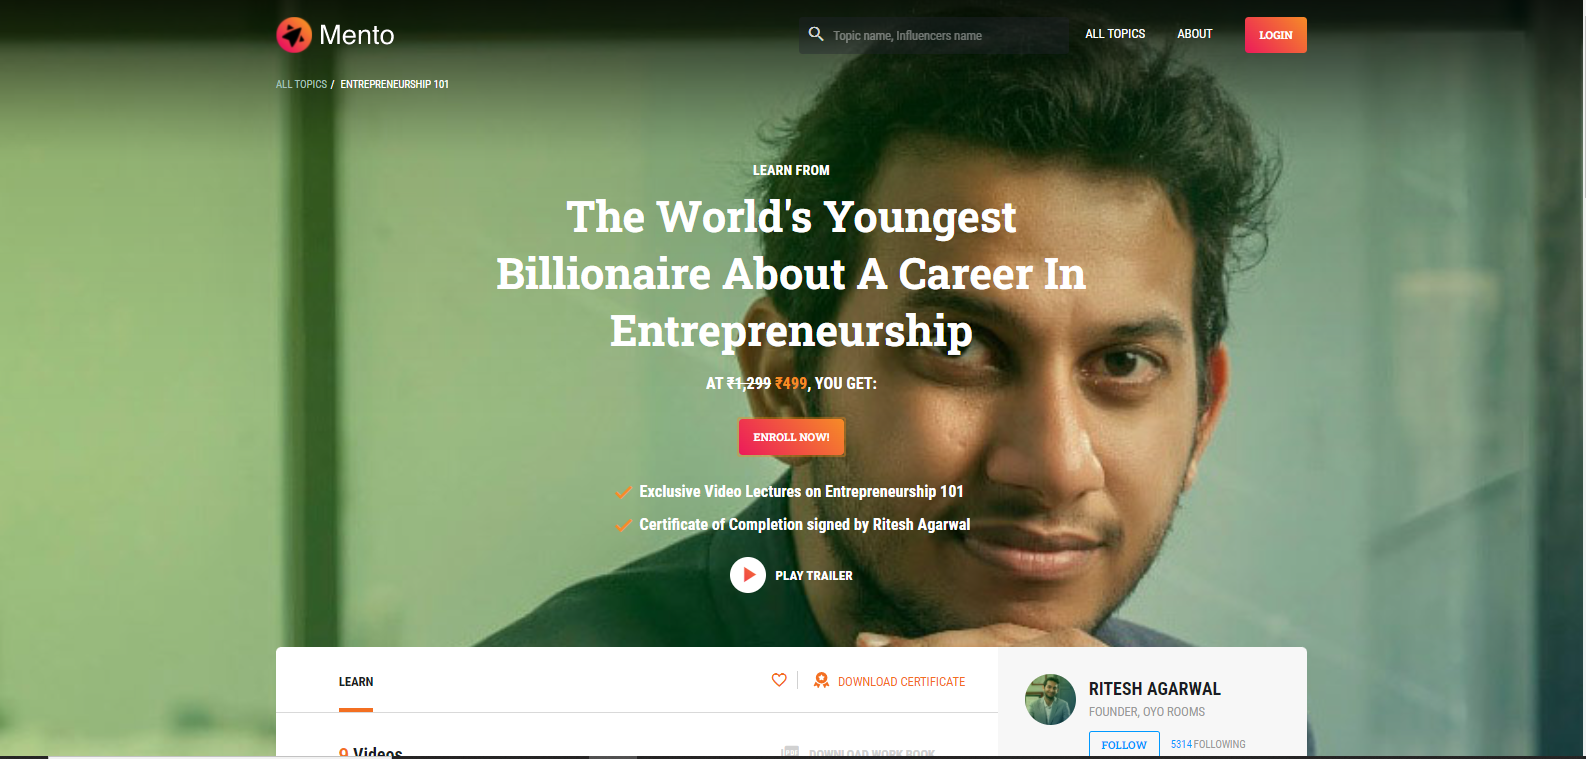 Mento
Topic name, Influencers name
ALL TOPICS
ABOUT
LOGIN
ALL TOPICS / ENTREPRENEURSHIP 101
LEARN FROM
The World's Youngest
Billionaire About A Career In
Entrepreneurship
AT ₹1,299 ₹499, YOU GET:
ENROLL NOW!
Exclusive Video Lectures on Entrepreneurship 101
Certificate of Completion signed by Ritesh Agarwal
PLAY TRAILER
LEARN
DOWNLOAD CERTIFICATE
RITESH AGARWAL
FOUNDER, OYO ROOMS
FOLLOW
5314 FOLLOWING
9 Videos
PDF
DOWNLOAD WORK BOOK